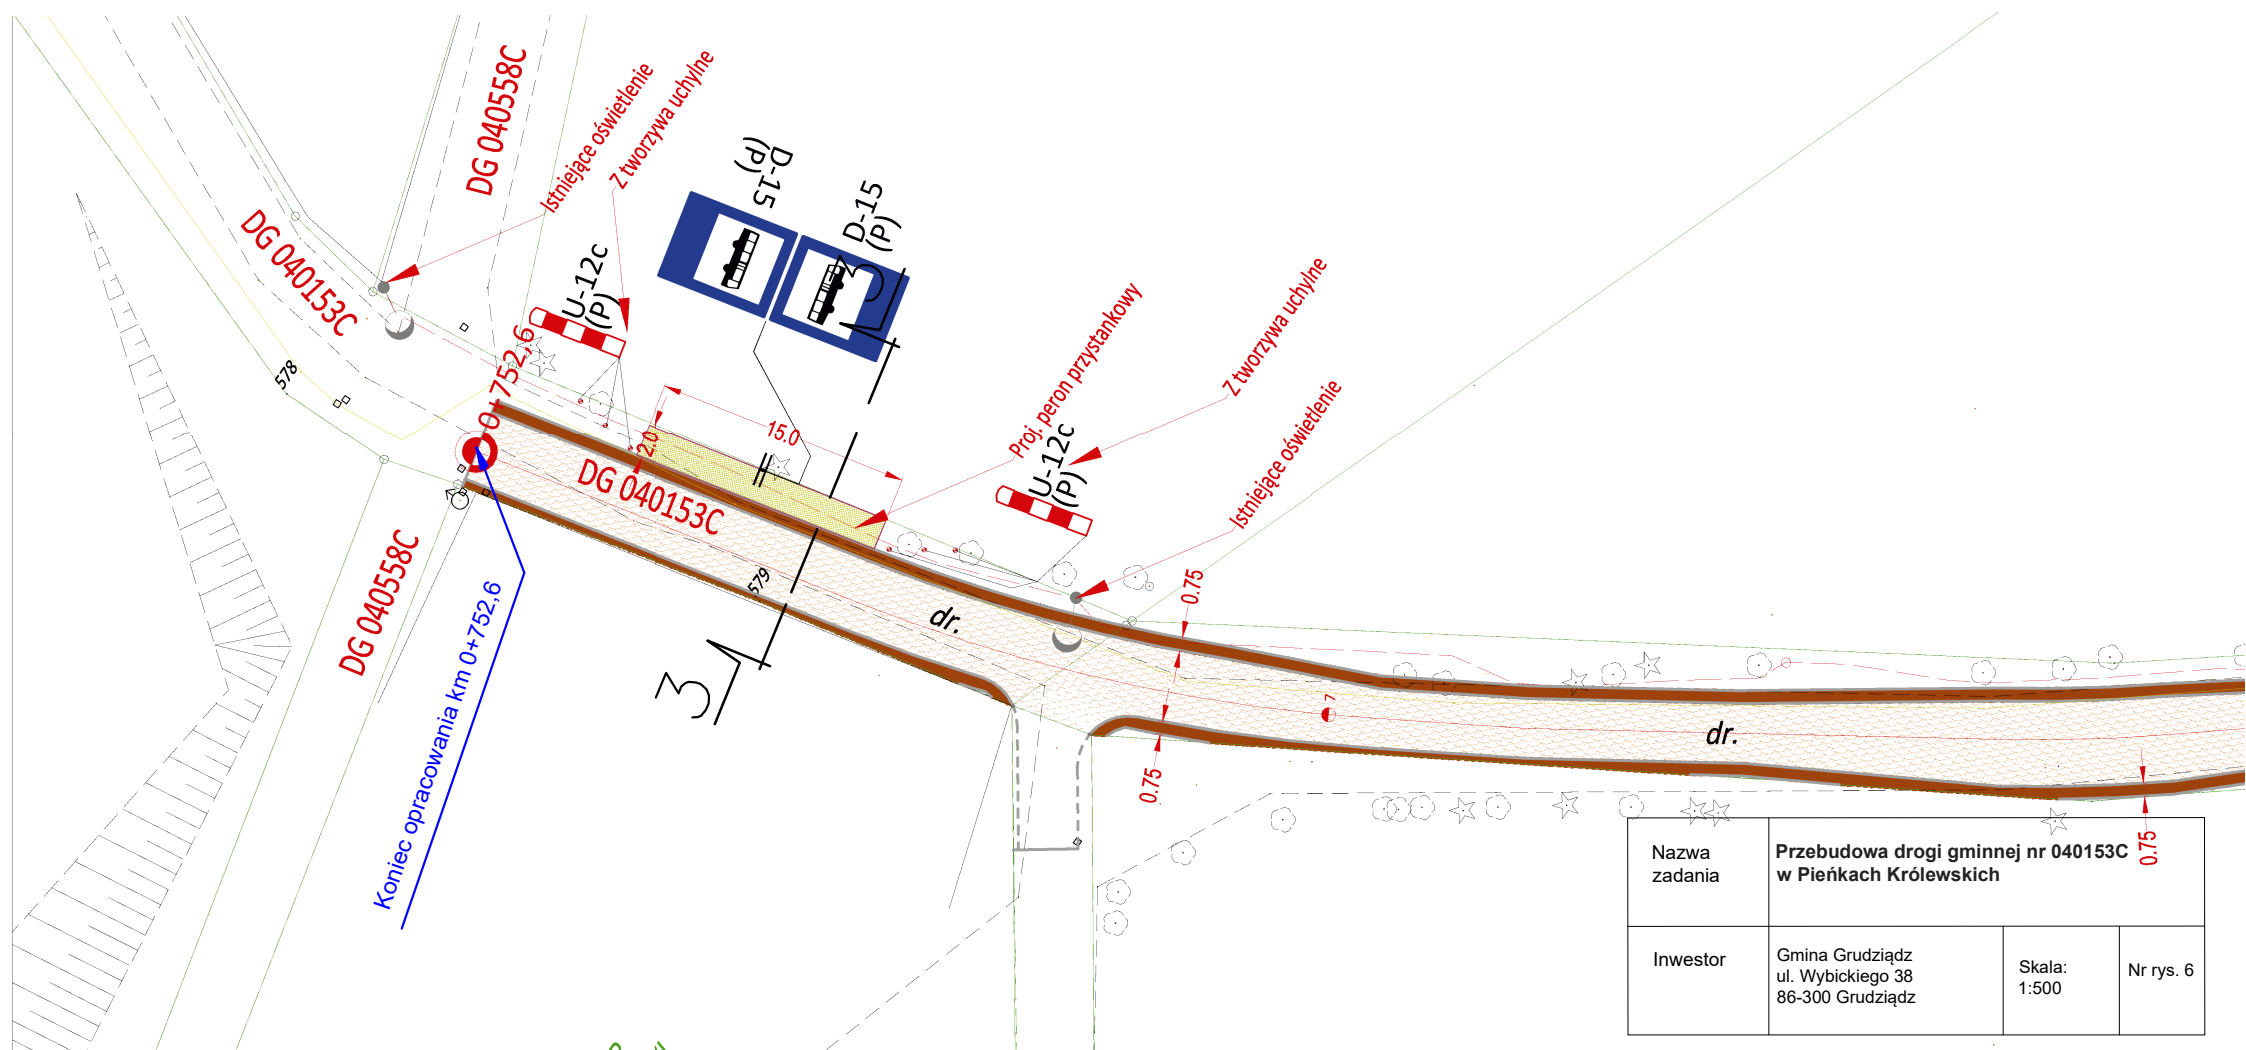 DG 040558C
Istniejące oświetlenie
Z tworzywa uchylne
D-15
(P)
D-15
(P)
3
DG 040153C
U-12c
(P)
0+752,6
578
15.0
2.0
Proj. peron przystankowy
Z tworzywa uchylne
Istniejące oświetlenie
U-12c
(P)
DG 040153C
DG 040558C
579
dr.
0.75
3
7
dr.
0.75
0.75
Koniec opracowania km 0+752,6
Nazwa
zadania
Przebudowa drogi gminnej nr 040153C
w Pieńkach Królewskich
Inwestor
Gmina Grudziądz
ul. Wybickiego 38
86-300 Grudziądz
Skala:
1:500
Nr rys. 6